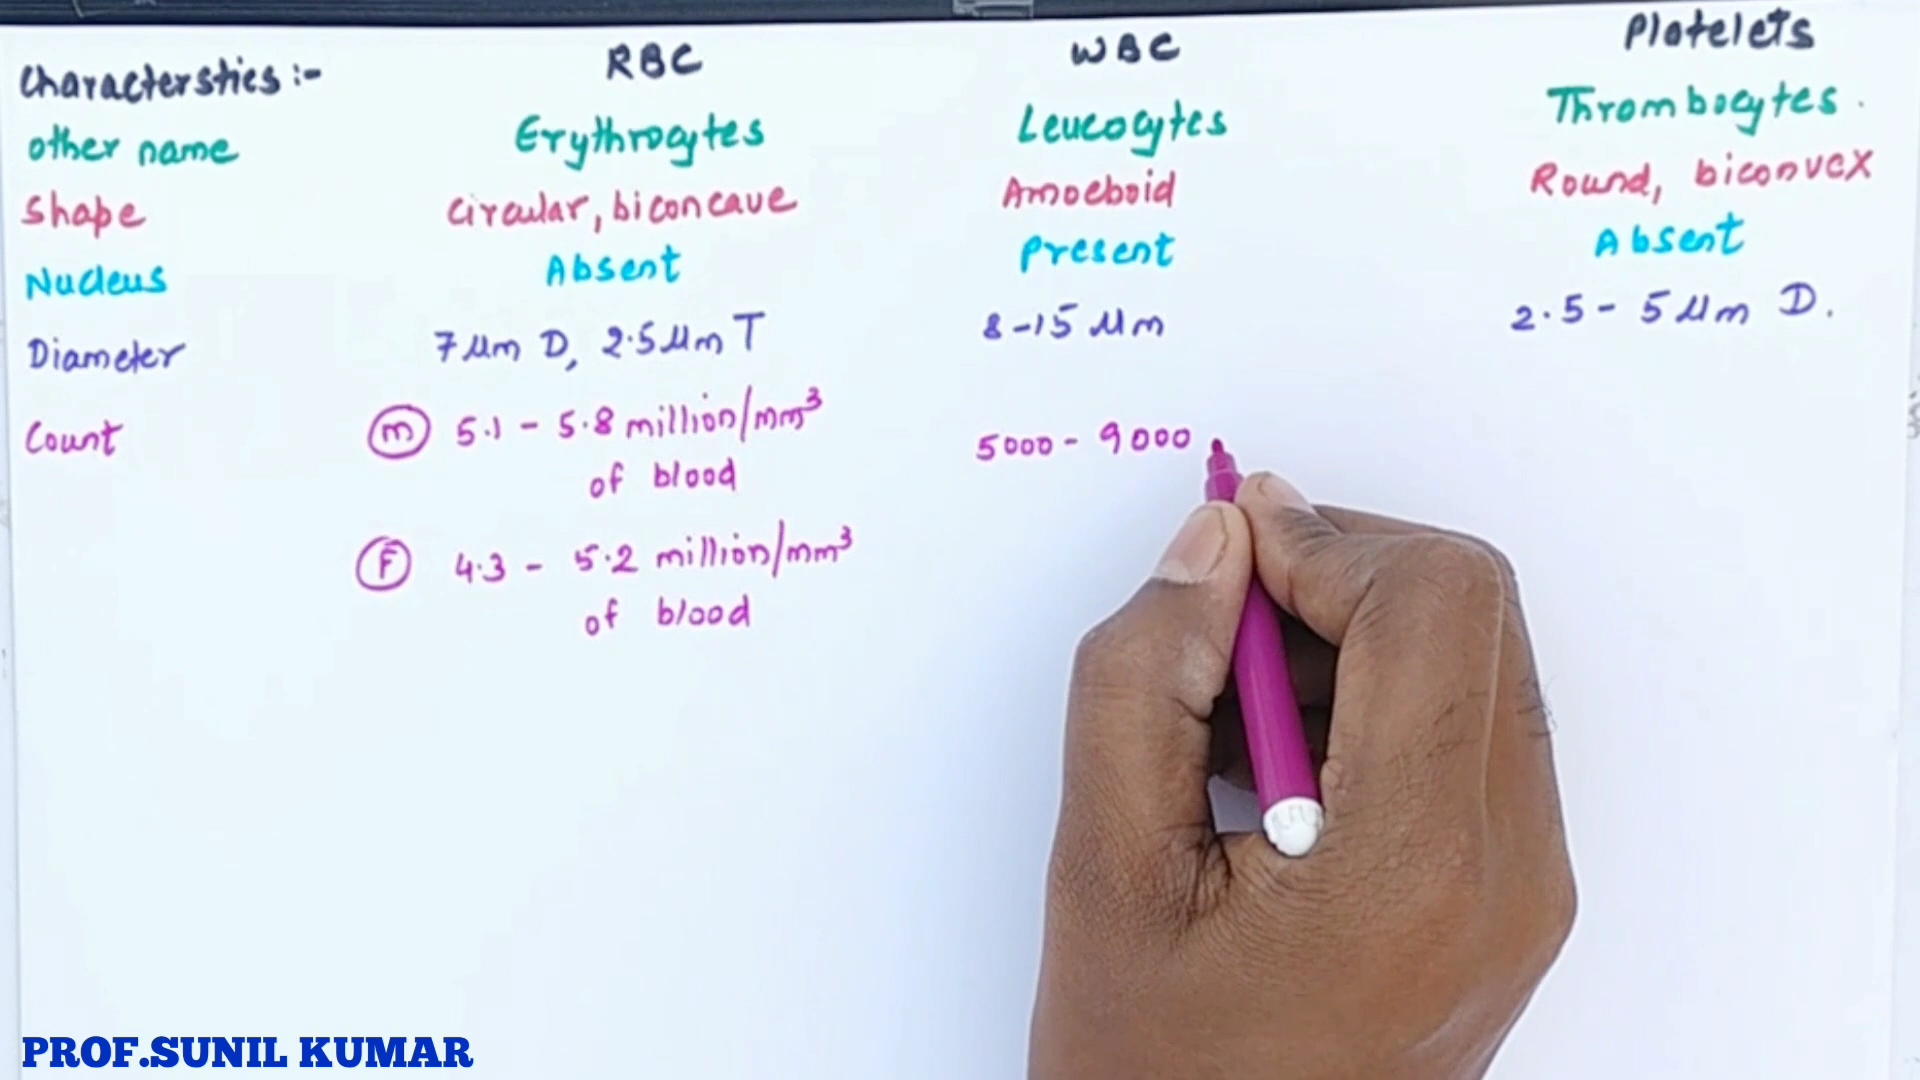 Characterstics :- RBC WBC Platelets
other name Erythrocytes Leucocytes Thrombocytes.
Shape Circular, biconcave Amoeboid Round, biconvex
Nucleus Absent Present Absent
Diameter 7 µm D, 2.5 µm T 8-15 µm 2.5 - 5 µm D.
Count (m) 5.1 - 5.8 million/mm³ 5000 - 9000
of blood
(F) 4.3 - 5.2 million/mm³
of blood
PROF.SUNIL KUMAR